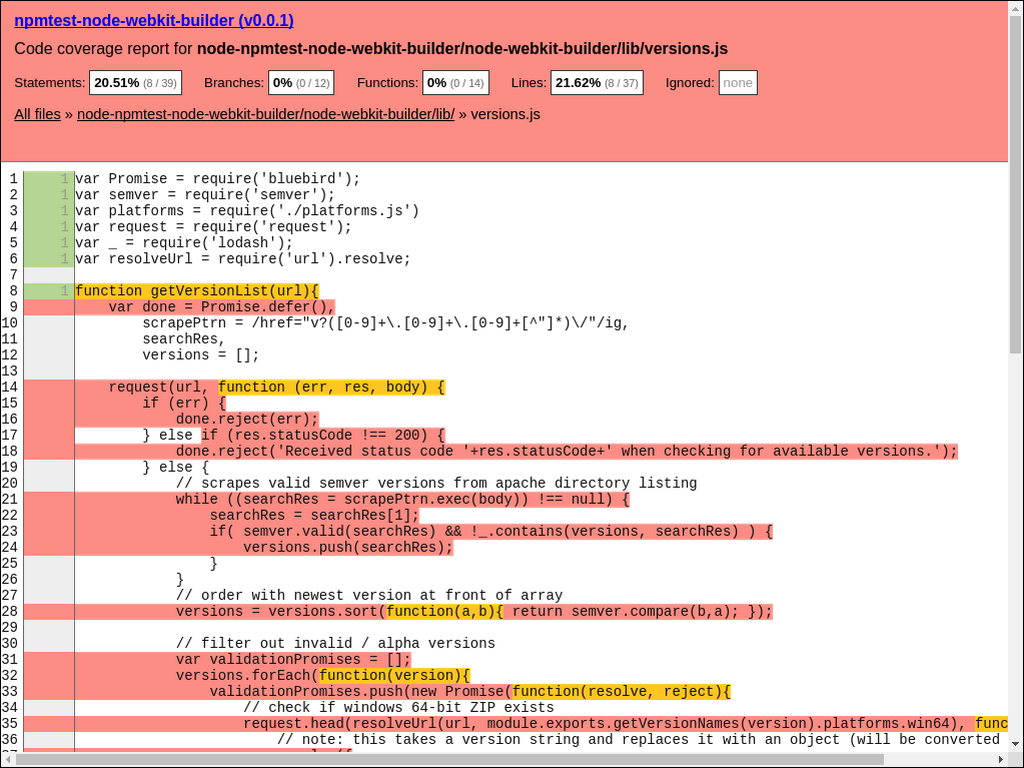 npmtest-node-webkit-builder (v0.0.1)
Code coverage report for node-npmtest-node-webkit-builder/node-webkit-builder/lib/versions.js
Statements: 20.51% (8 / 39) Branches: 0% (0 / 12) Functions: 0% (0 / 14) Lines: 21.62% (8 / 37) Ignored: none
All files » node-npmtest-node-webkit-builder/node-webkit-builder/lib/ » versions.js
1 1 var Promise = require('bluebird');
2 1 var semver = require('semver');
3 1 var platforms = require('./platforms.js')
4 1 var request = require('request');
5 1 var _ = require('lodash');
6 1 var resolveUrl = require('url').resolve;
7
8 1 function getVersionList(url){
9 var done = Promise.defer(),
10 scrapePtrn = /href="v?([0-9]+\.[0-9]+\.[0-9]+[^"]*)\/"/ig,
11 searchRes,
12 versions = [];
13
14 request(url, function (err, res, body) {
15 if (err) {
16 done.reject(err);
17 } else if (res.statusCode !== 200) {
18 done.reject('Received status code '+res.statusCode+' when checking for available versions.');
19 } else {
20 // scrapes valid semver versions from apache directory listing
21 while ((searchRes = scrapePtrn.exec(body)) !== null) {
22 searchRes = searchRes[1];
23 if( semver.valid(searchRes) && !_.contains(versions, searchRes) ) {
24 versions.push(searchRes);
25 }
26 }
27 // order with newest version at front of array
28 versions = versions.sort(function(a,b){ return semver.compare(b,a); });
29
30 // filter out invalid / alpha versions
31 var validationPromises = [];
32 versions.forEach(function(version){
33 validationPromises.push(new Promise(function(resolve, reject){
34 // check if windows 64-bit ZIP exists
35 request.head(resolveUrl(url, module.exports.getVersionNames(version).platforms.win64), func
36 // note: this takes a version string and replaces it with an object (will be converted